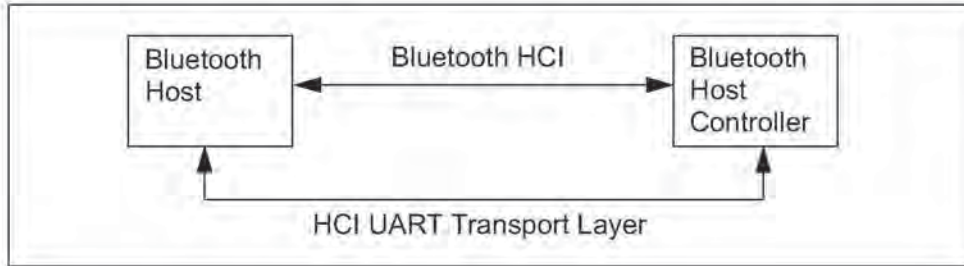 Bluetooth
Host
Bluetooth HCI
Bluetooth
Host
Controller
HCI UART Transport Layer